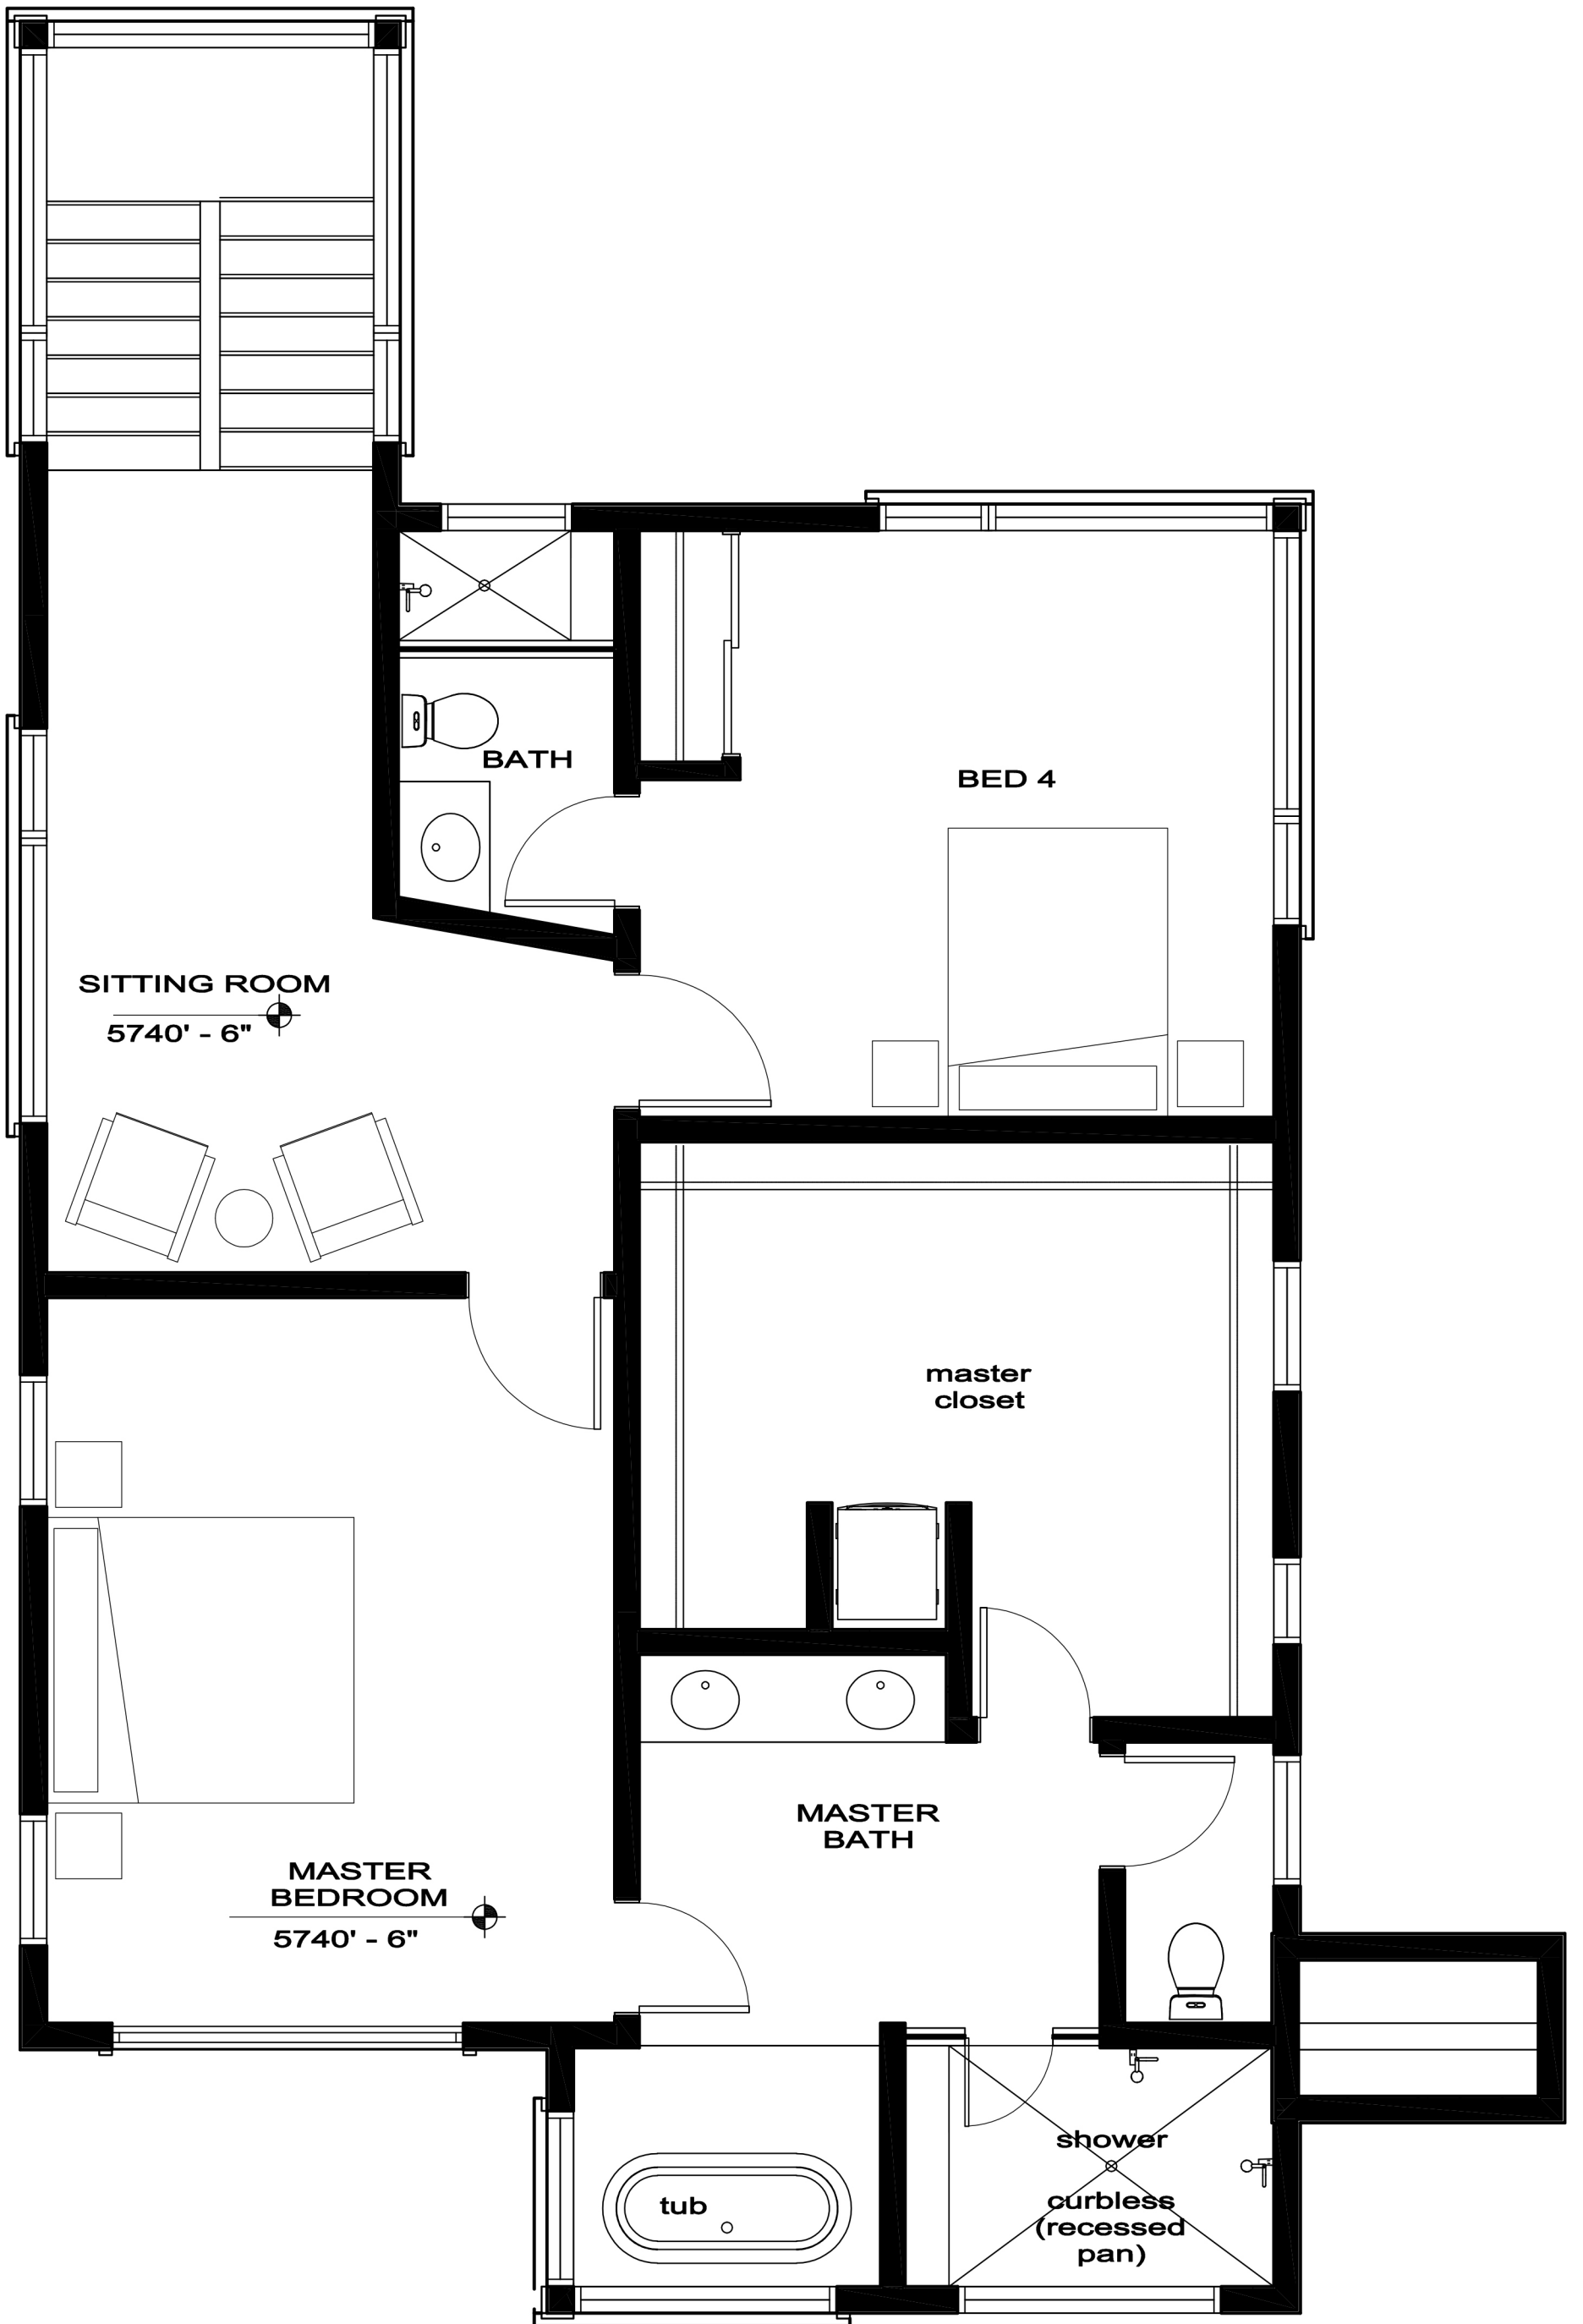 BATH
BED 4
SITTING ROOM
5740' - 6"
master
closet
MASTER
BATH
MASTER
BEDROOM
5740' - 6"
shower
tub
curbless
(recessed
pan)